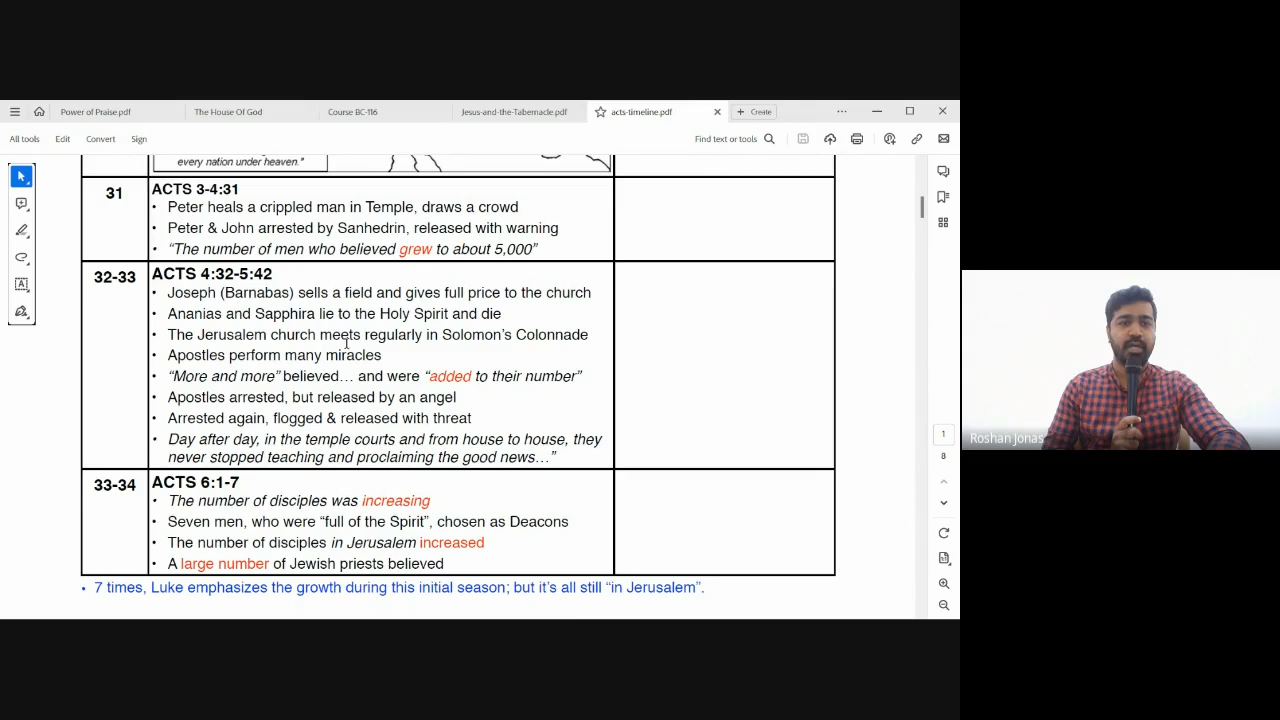 Power of Praise.pdf
The House Of God
Course BC-116
Jesus-and-the-Tabernacle.pdf
acts-timeline.pdf
Create
All tools
Edit
Convert
Sign
Find text or tools
every nation under heaven."
31
ACTS 3-4:31
• Peter heals a crippled man in Temple, draws a crowd
• Peter & John arrested by Sanhedrin, released with warning
• “The number of men who believed grew to about 5,000”
32-33
ACTS 4:32-5:42
• Joseph (Barnabas) sells a field and gives full price to the church
• Ananias and Sapphira lie to the Holy Spirit and die
• The Jerusalem church meets regularly in Solomon’s Colonnade
• Apostles perform many miracles
• “More and more” believed… and were “added to their number”
• Apostles arrested, but released by an angel
• Arrested again, flogged & released with threat
• Day after day, in the temple courts and from house to house, they
never stopped teaching and proclaiming the good news…”
33-34
ACTS 6:1-7
• The number of disciples was increasing
• Seven men, who were “full of the Spirit”, chosen as Deacons
• The number of disciples in Jerusalem increased
• A large number of Jewish priests believed
• 7 times, Luke emphasizes the growth during this initial season; but it’s all still “in Jerusalem”.
1
8
Roshan Jonas